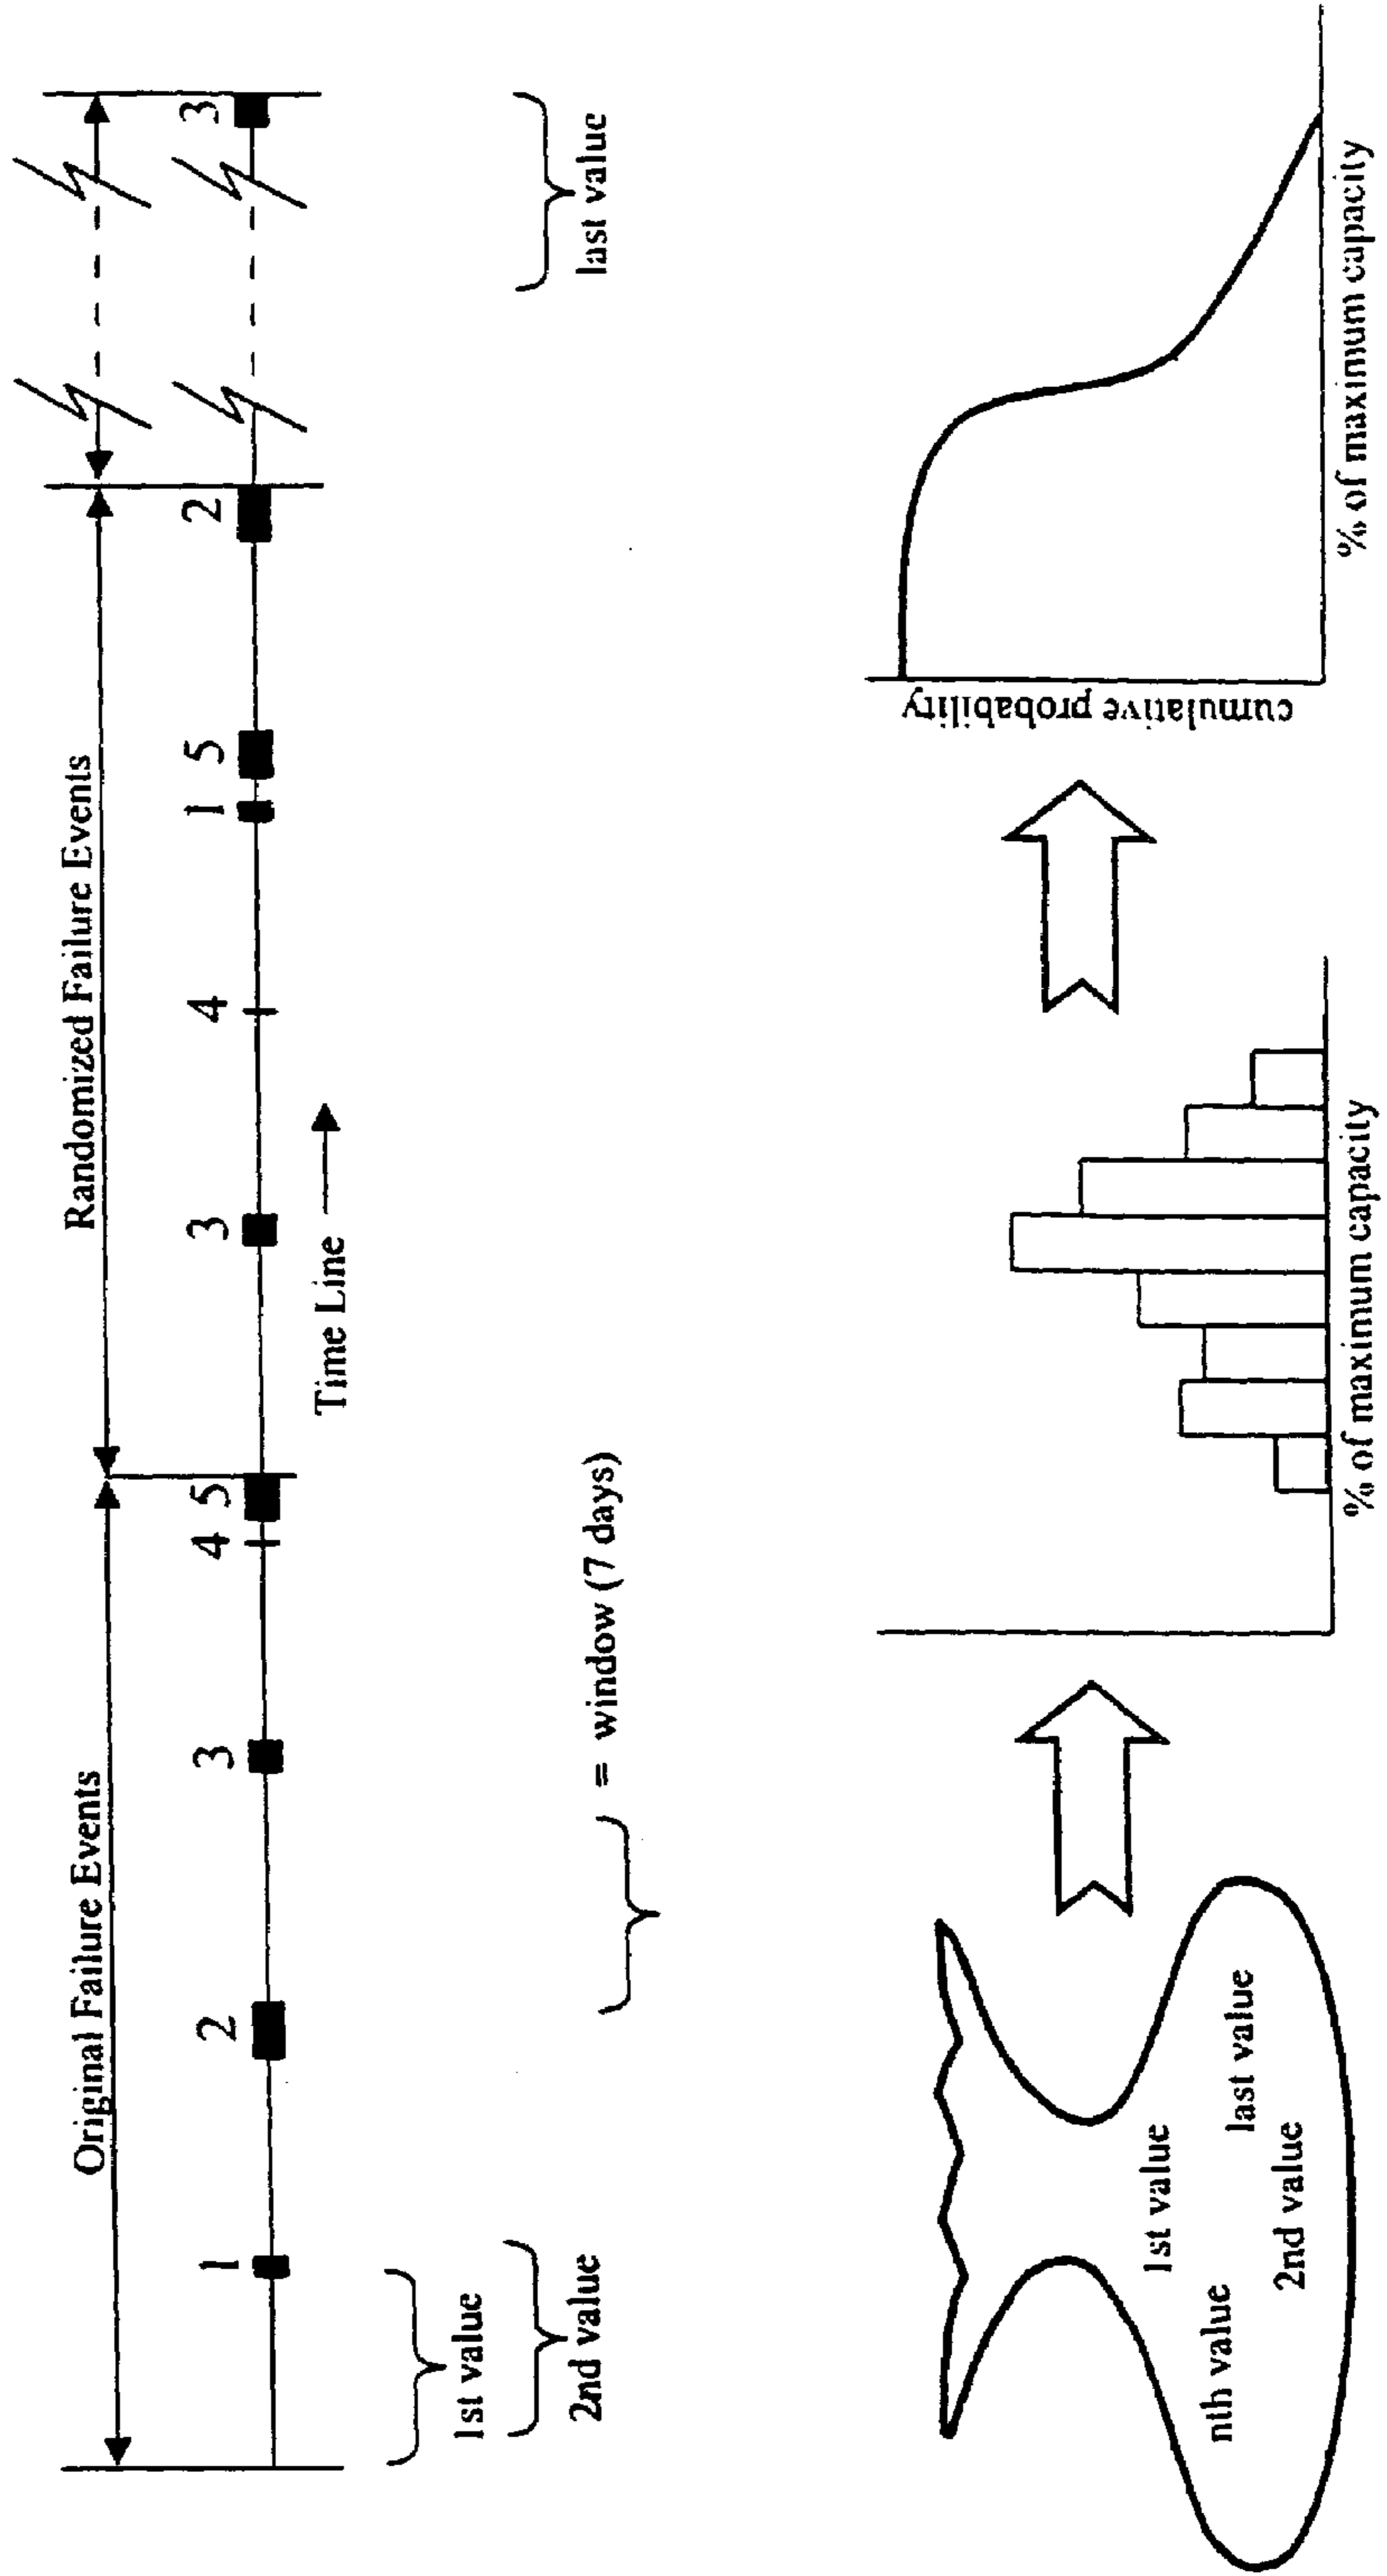 Original Failure Events
Randomized Failure Events
1 2 3 4 5 3 4 1 5 2 3
Time Line
1st value
2nd value
= window (7 days)
last value
1st value
nth value
last value
2nd value
% of maximum capacity
cumulative probability
% of maximum capacity